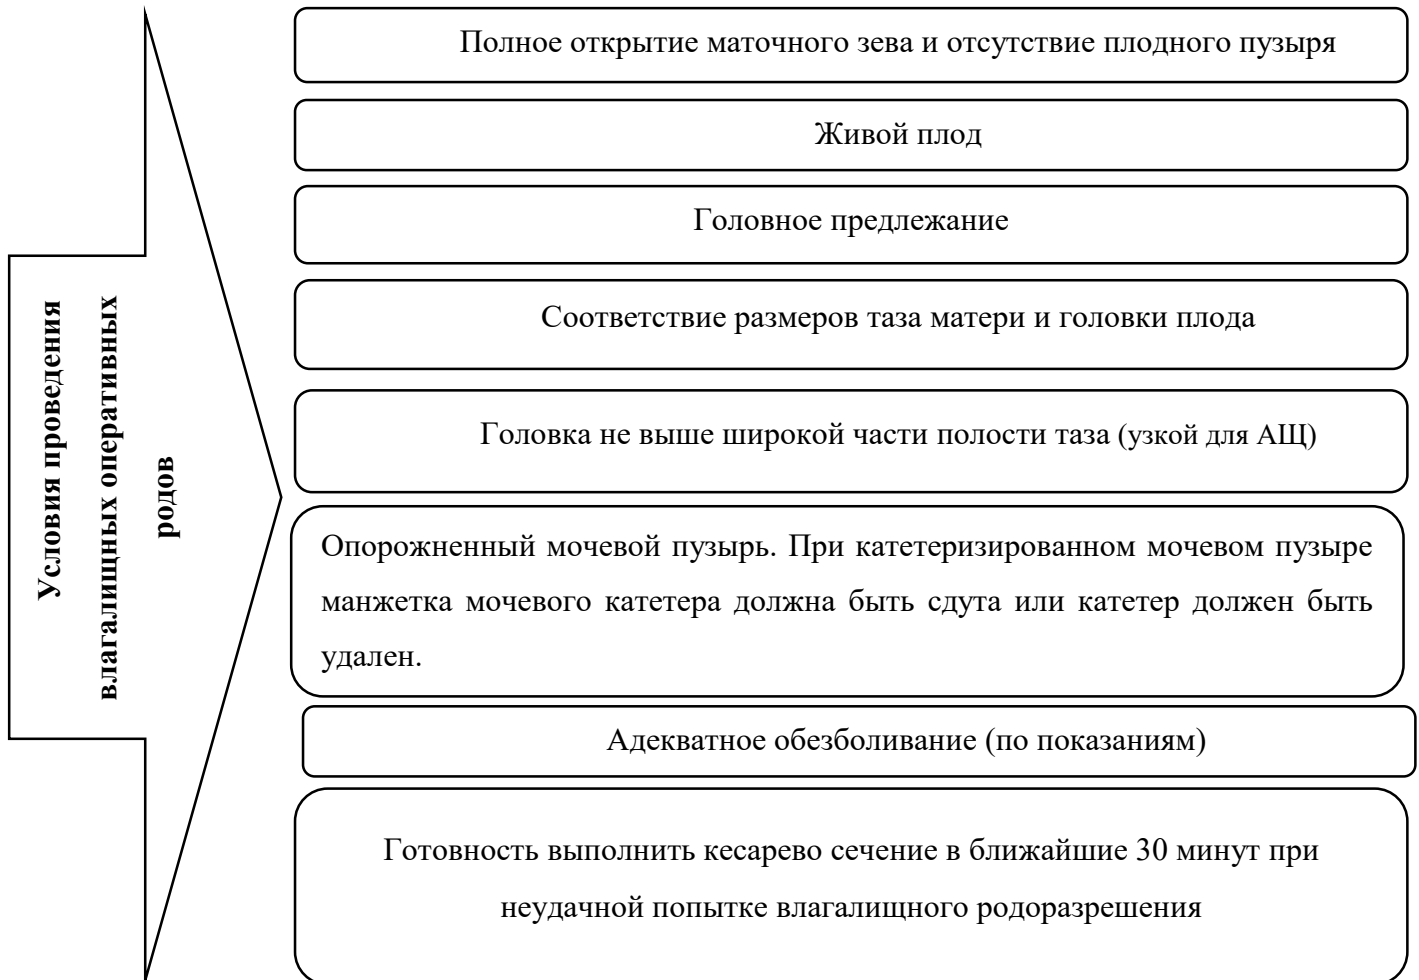 Условия проведения
влагалищных оперативных
родов
Полное открытие маточного зева и отсутствие плодного пузыря
Живой плод
Головное предлежание
Соответствие размеров таза матери и головки плода
Головка не выше широкой части полости таза (узкой для АЩ)
Опорожненный мочевой пузырь. При катетеризированном мочевом пузыре
манжетка мочевого катетера должна быть сдута или катетер должен быть
удален.
Адекватное обезболивание (по показаниям)
Готовность выполнить кесарево сечение в ближайшие 30 минут при
неудачной попытке влагалищного родоразрешения